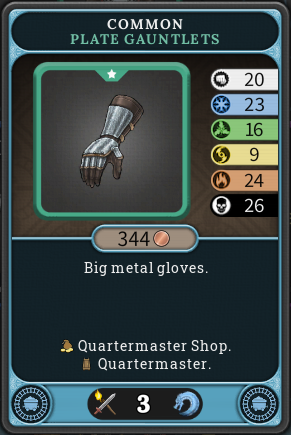 COMMON
PLATE GAUNTLETS
20
23
16
9
24
26
344
Big metal gloves.
Quartermaster Shop.
Quartermaster.
3